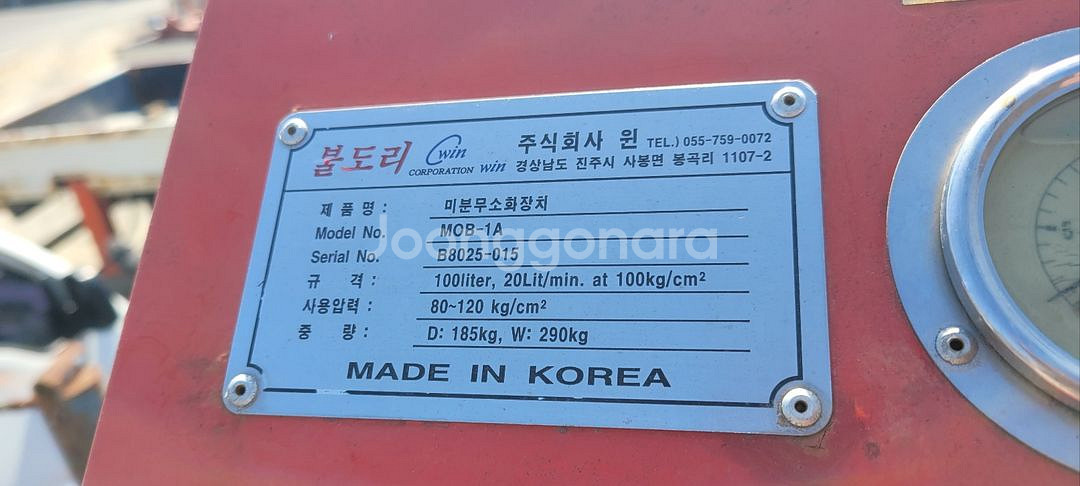 불도리 Cwin CORPORATION win 주식회사 윈 TEL.) 055-759-0072
경상남도 진주시 사봉면 봉곡리 1107-2
제 품 명 : 미분무소화장치
Model No. MOB-1A
Serial No. B8025-015
규 격 : 100liter, 20Lit/min. at 100kg/cm²
사용압력 : 80~120 kg/cm²
중 량 : D: 185kg, W: 290kg
MADE IN KOREA
Joonggonara